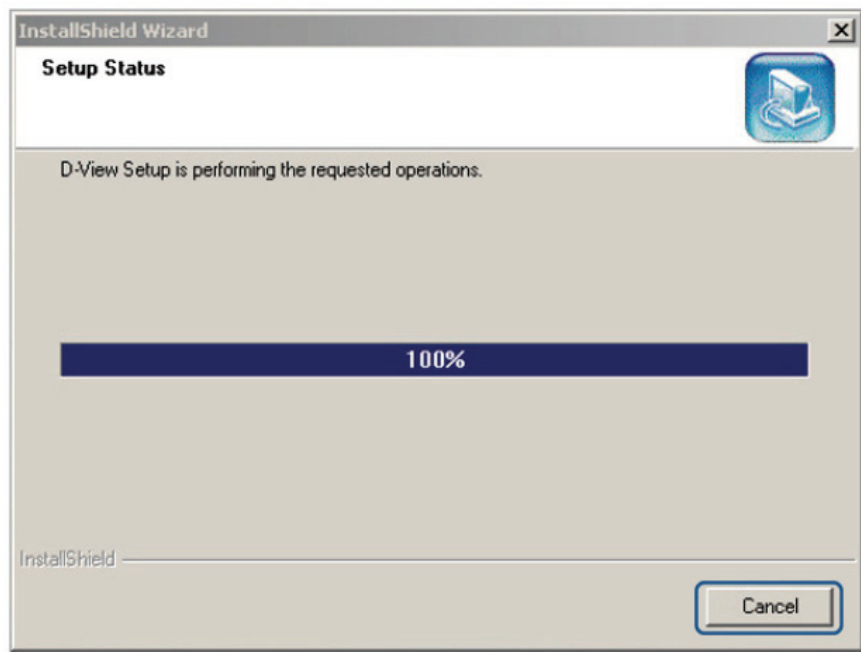 InstallShield Wizard
Setup Status
D-View Setup is performing the requested operations.
100%
InstallShield
Cancel